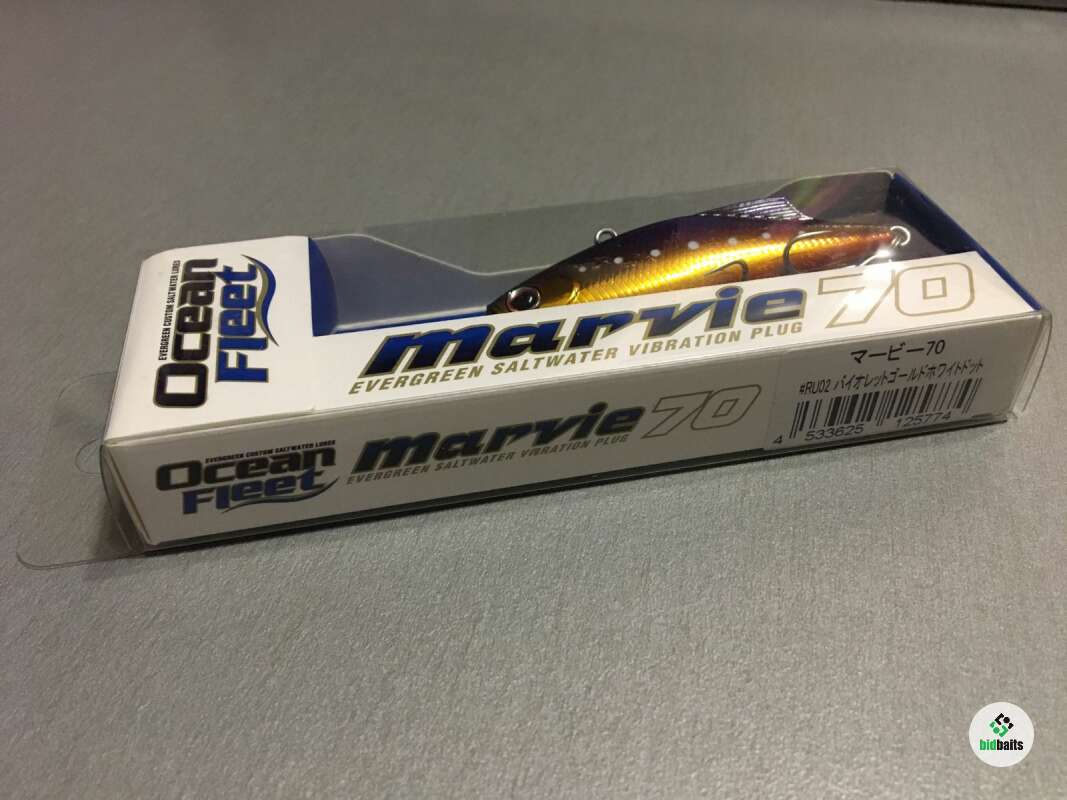 EVERGREEN CUSTOM SALTWATER LURES
Ocean
Fleet
marvie 70
EVERGREEN SALTWATER VIBRATION PLUG
EVERGREEN CUSTOM SALTWATER LURES
Ocean
Fleet
marvie 70
EVERGREEN SALTWATER VIBRATION PLUG
マービー70
#RU02 バイオレットゴールドホワイトドット
4 533625 125774
bidbaits